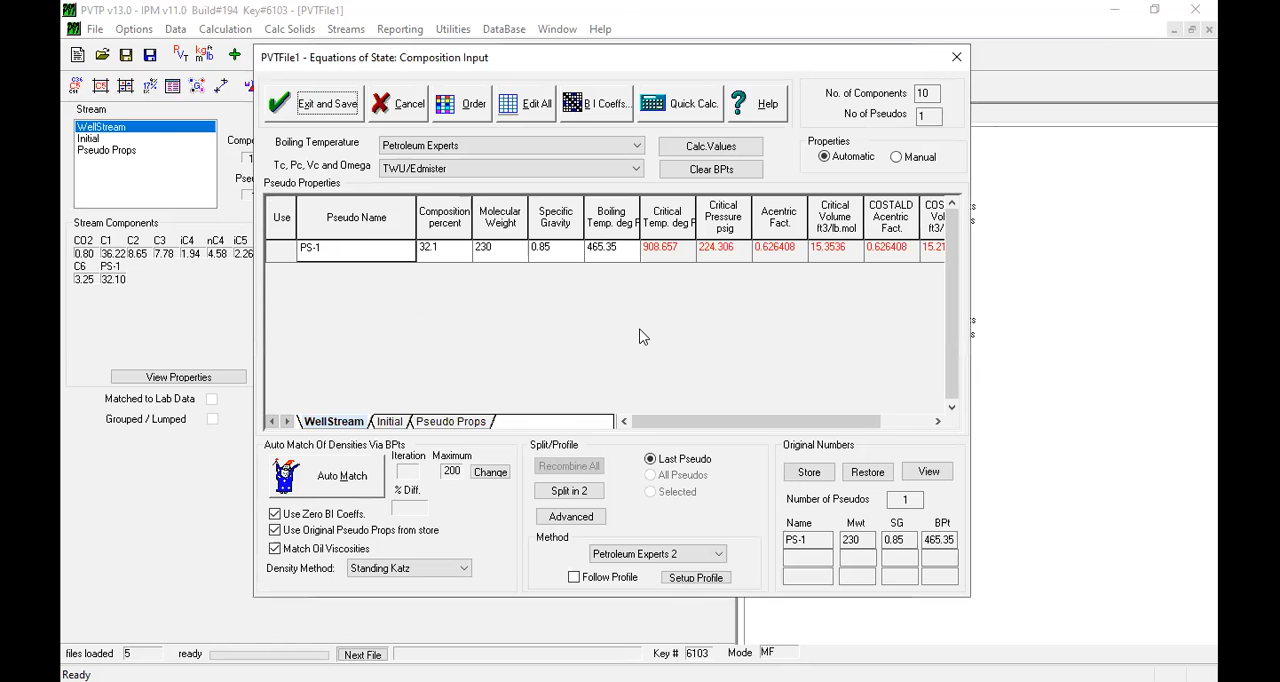 PVTP v13.0 - IPM v11.0 Build#194 Key#6103 - [PVTFile1]
File Options Data Calculation Calc Solids Streams Reporting Utilities DataBase Window Help
Stream
WellStream
Initial
Pseudo Props
Stream Components
CO2 C1 C2 C3 iC4 nC4 iC5
0.80 36.22 8.65 7.78 1.94 4.58 2.26
C6 PS-1
3.25 32.10
View Properties
Matched to Lab Data
Grouped / Lumped
PVTFile1 - Equations of State: Composition Input
Exit and Save Cancel Order Edit All B I Coeffs... Quick Calc. Help
No. of Components 10
No of Pseudos 1
Boiling Temperature Petroleum Experts Calc.Values
Tc, Pc, Vc and Omega TWU/Edmister Clear BPts
Properties
Automatic Manual
Pseudo Properties
Use Pseudo Name Composition percent Molecular Weight Specific Gravity Boiling Temp. deg F Critical Temp. deg F Critical Pressure psig Acentric Fact. Critical Volume ft3/lb.mol COSTALD Acentric Fact.
PS-1 32.1 230 0.85 465.35 908.657 224.306 0.626408 15.3536 0.626408 15.21
WellStream Initial Pseudo Props
Auto Match Of Densities Via BPts
Auto Match
Iteration Maximum
200 Change
% Diff.
Use Zero BI Coeffs.
Use Original Pseudo Props from store
Match Oil Viscosities
Density Method: Standing Katz
Split/Profile
Recombine All
Split in 2
Advanced
Last Pseudo
All Pseudos
Selected
Method
Petroleum Experts 2
Follow Profile Setup Profile
Original Numbers
Store Restore View
Number of Pseudos 1
Name Mwt SG BPt
PS-1 230 0.85 465.35
files loaded 5 ready Next File Key # 6103 Mode MF
Ready